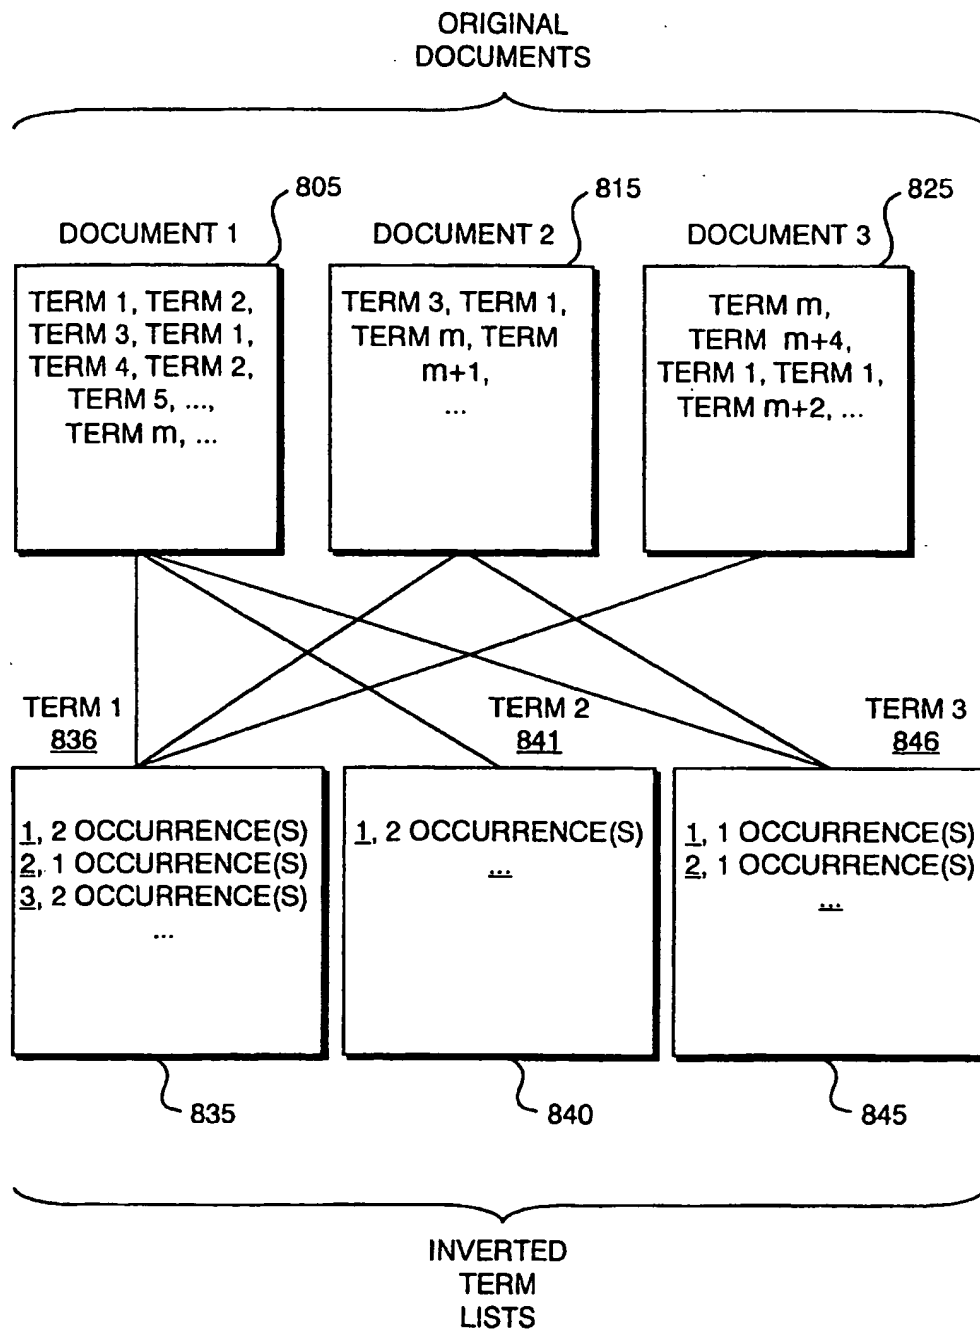 ORIGINAL
DOCUMENTS
805
815
825
DOCUMENT 1
DOCUMENT 2
DOCUMENT 3
TERM 1, TERM 2,
TERM 3, TERM 1,
TERM 4, TERM 2,
TERM 5, ...,
TERM m, ...
TERM 3, TERM 1,
TERM m, TERM
m+1,
...
TERM m,
TERM m+4,
TERM 1, TERM 1,
TERM m+2, ...
TERM 1
836
TERM 2
841
TERM 3
846
1, 2 OCCURRENCE(S)
2, 1 OCCURRENCE(S)
3, 2 OCCURRENCE(S)
...
1, 2 OCCURRENCE(S)
...
1, 1 OCCURRENCE(S)
2, 1 OCCURRENCE(S)
...
835
840
845
INVERTED
TERM
LISTS